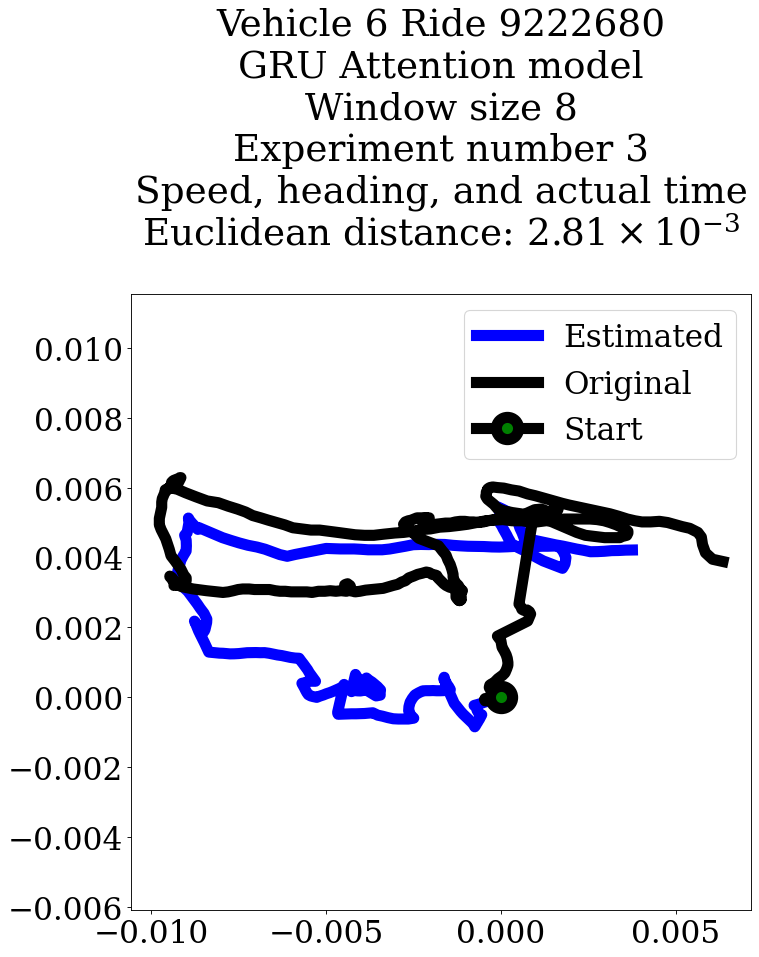 Vehicle 6 Ride 9222680
GRU Attention model
Window size 8
Experiment number 3
Speed, heading, and actual time
Euclidean distance: 2.81 × 10⁻³
Estimated
Original
Start
0.010
0.008
0.006
0.004
0.002
0.000
−0.002
−0.004
−0.006
−0.010 −0.005 0.000 0.005